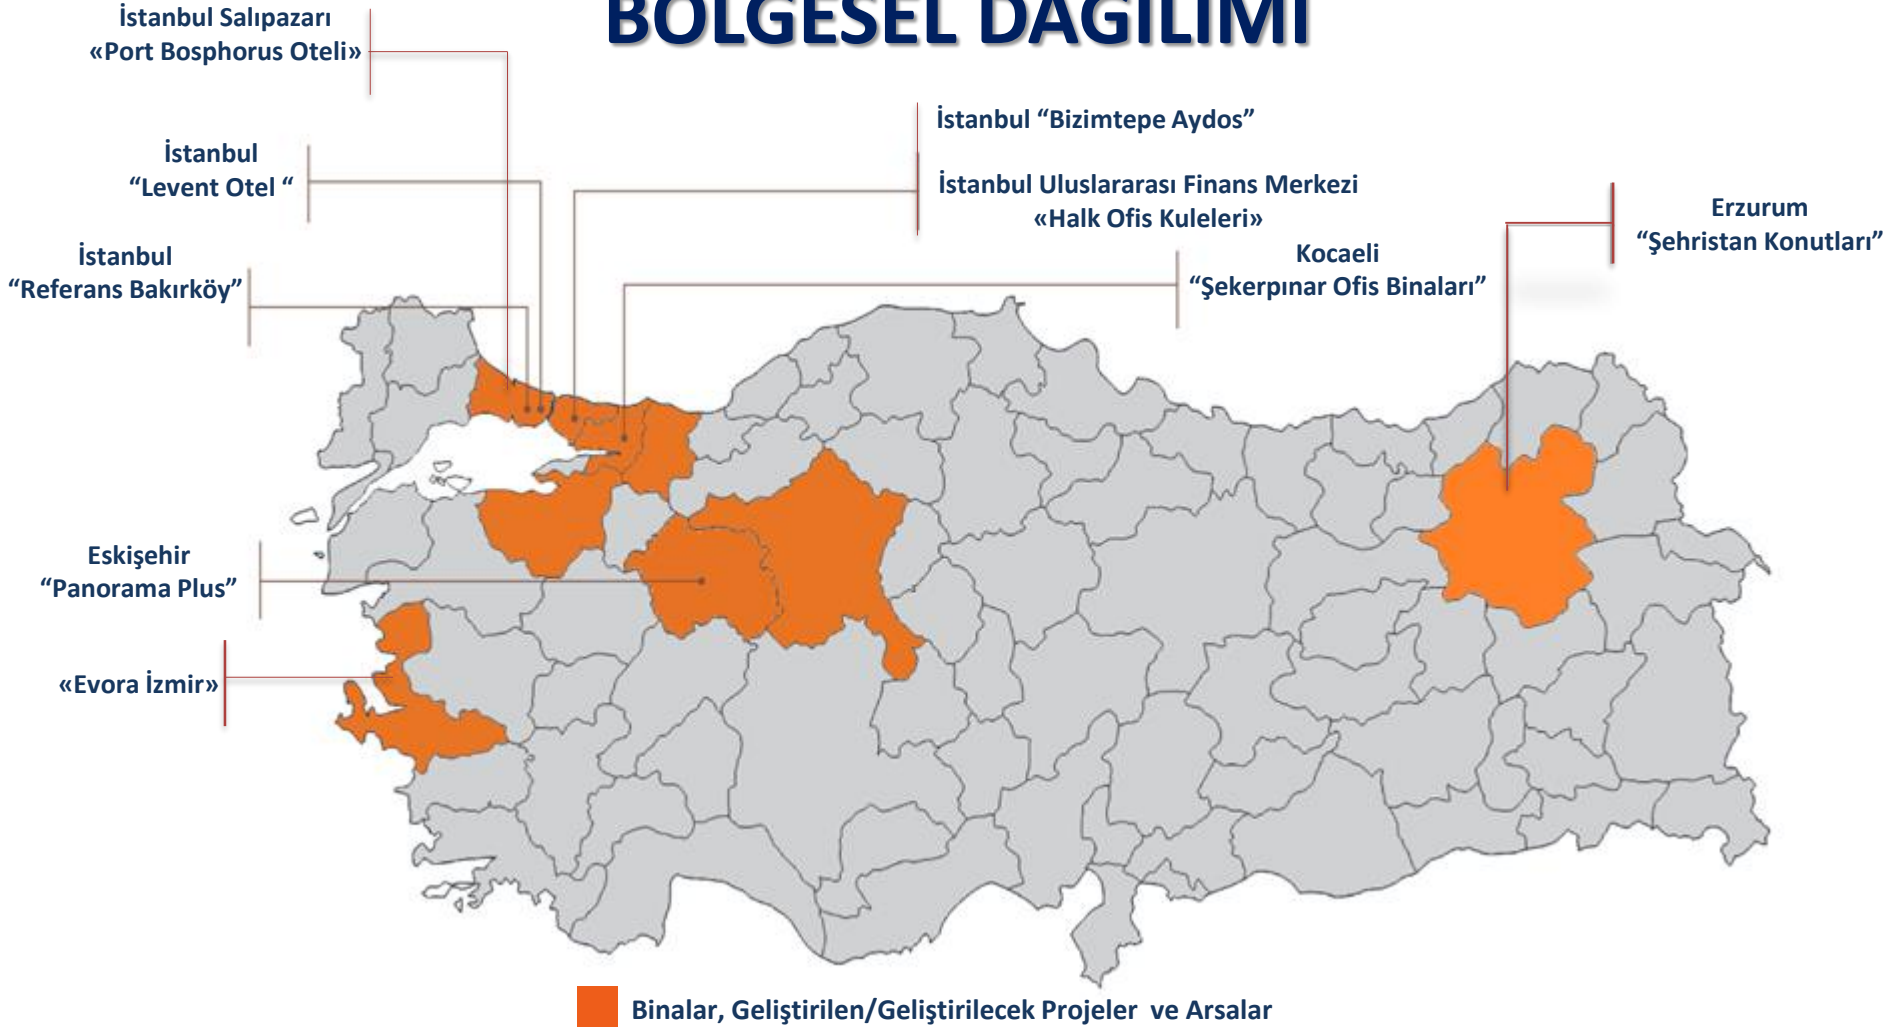 BÖLGESEL DAĞILIMI
İstanbul Salıpazarı
«Port Bosphorus Oteli»
İstanbul
“Levent Otel “
İstanbul
“Referans Bakırköy”
İstanbul “Bizimtepe Aydos”
İstanbul Uluslararası Finans Merkezi
«Halk Ofis Kuleleri»
Kocaeli
“Şekerpınar Ofis Binaları”
Erzurum
“Şehristan Konutları”
Eskişehir
“Panorama Plus”
«Evora İzmir»
Binalar, Geliştirilen/Geliştirilecek Projeler ve Arsalar